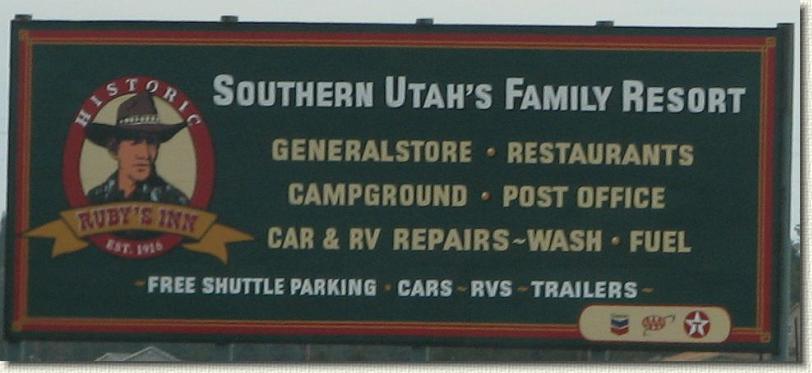 HISTORIC
RUBY'S INN
EST. 1916
SOUTHERN UTAH'S FAMILY RESORT
GENERALSTORE • RESTAURANTS
CAMPGROUND • POST OFFICE
CAR & RV REPAIRS~WASH • FUEL
~FREE SHUTTLE PARKING • CARS~RVS~TRAILERS~